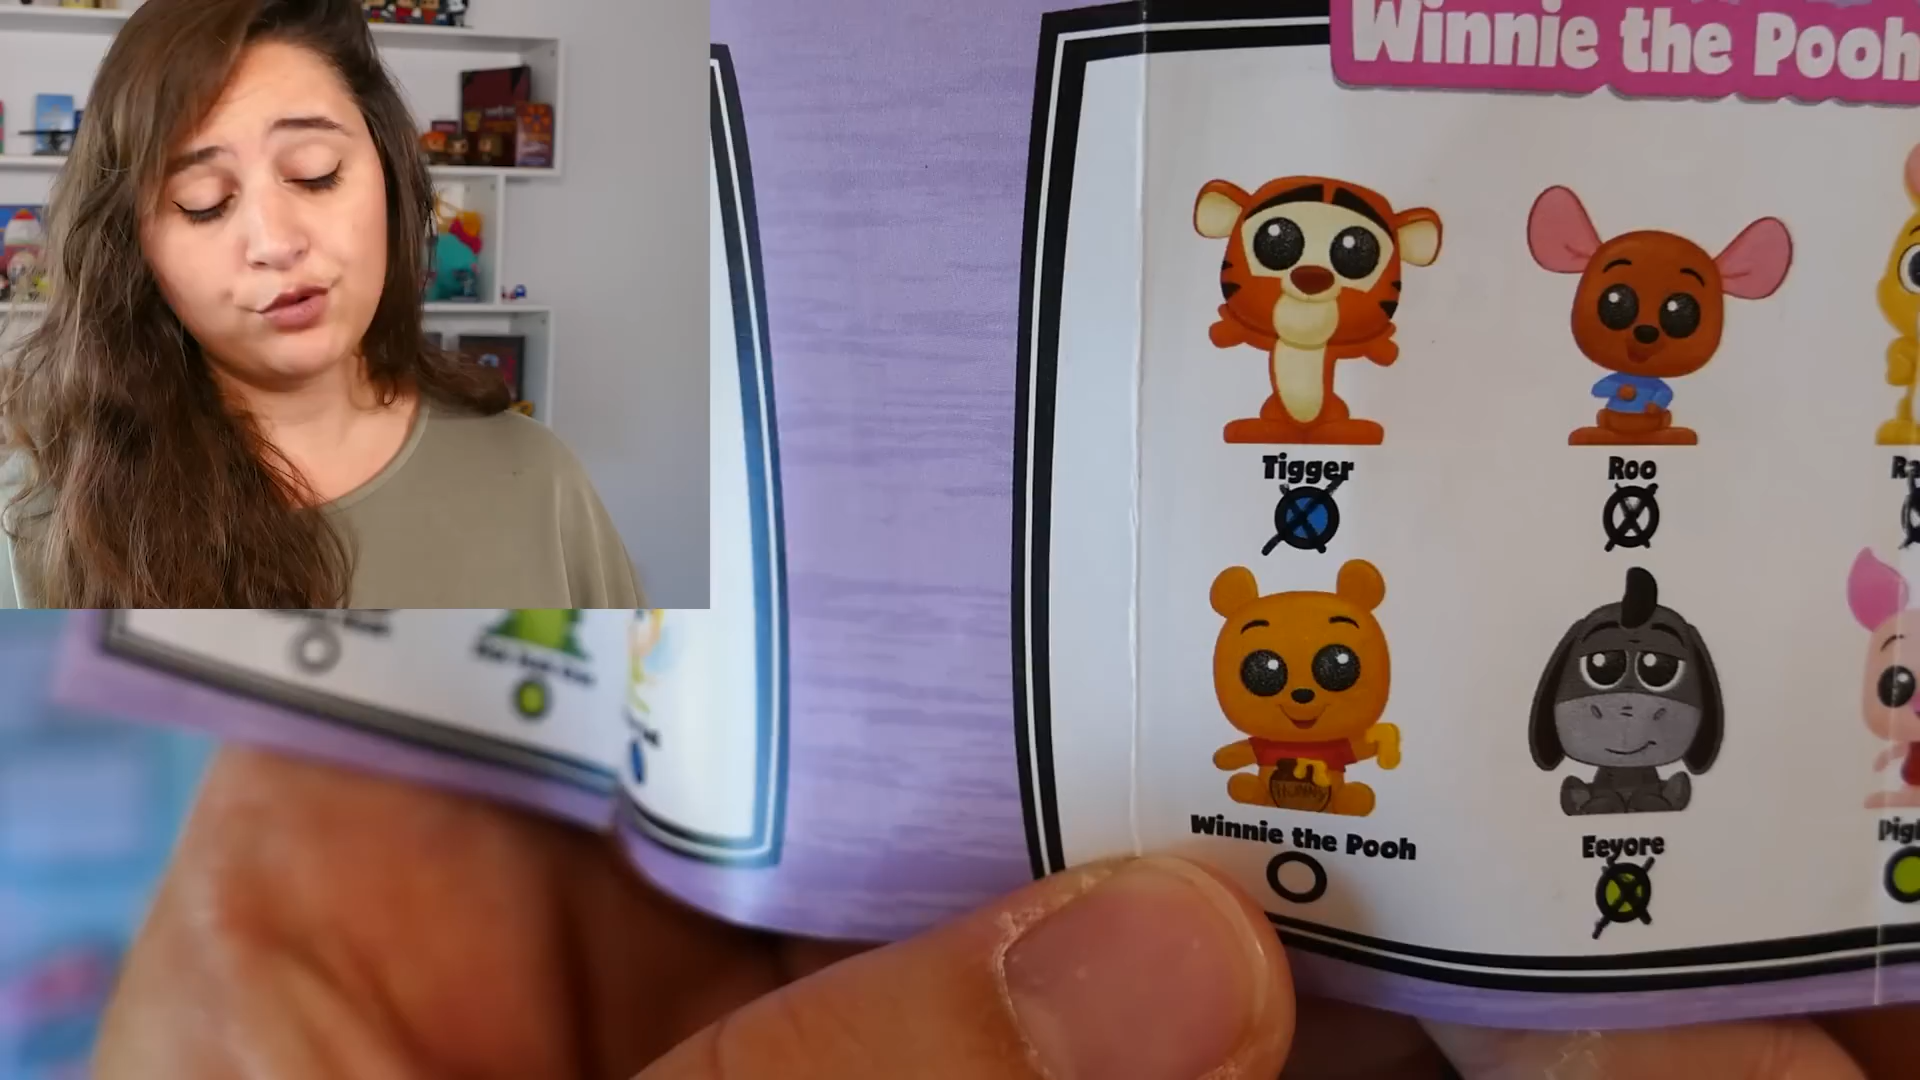 Winnie the Pooh
Tigger
Roo
Winnie the Pooh
Eeyore